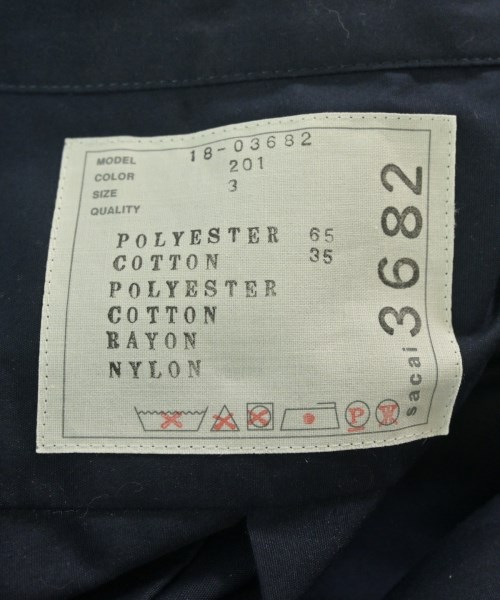 MODEL 18-03682
COLOR 201
SIZE 3
QUALITY
POLYESTER 65
COTTON 35
POLYESTER
COTTON
RAYON
NYLON
P
W
sacai 3682